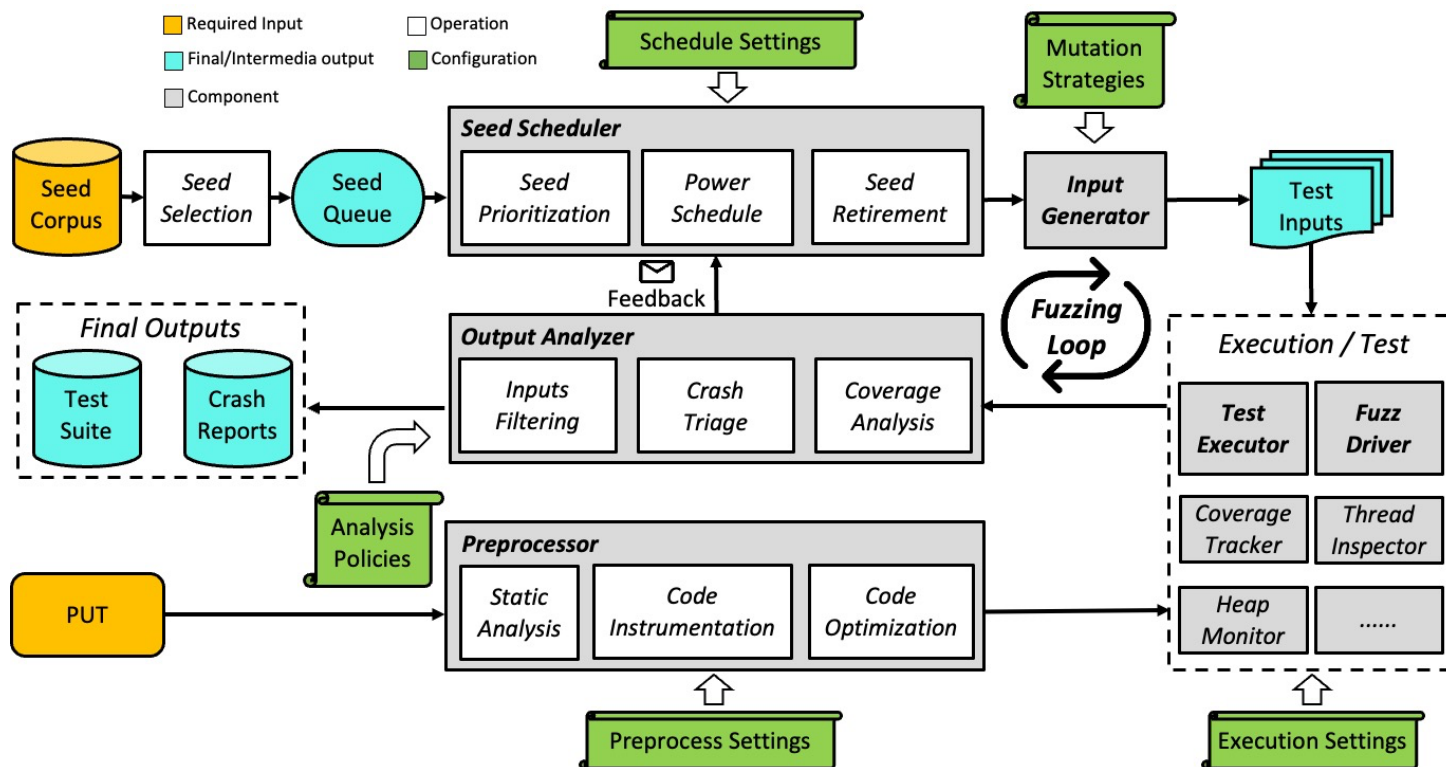 Required Input
Operation
Final/Intermedia output
Configuration
Component
Schedule Settings
Mutation
Strategies
Seed
Corpus
Seed
Selection
Seed
Queue
Seed Scheduler
Seed
Prioritization
Power
Schedule
Seed
Retirement
Input
Generator
Test
Inputs
Feedback
Fuzzing
Loop
Final Outputs
Test
Suite
Crash
Reports
Output Analyzer
Inputs
Filtering
Crash
Triage
Coverage
Analysis
Execution / Test
Test
Executor
Fuzz
Driver
Coverage
Tracker
Thread
Inspector
Heap
Monitor
......
Analysis
Policies
PUT
Preprocessor
Static
Analysis
Code
Instrumentation
Code
Optimization
Preprocess Settings
Execution Settings